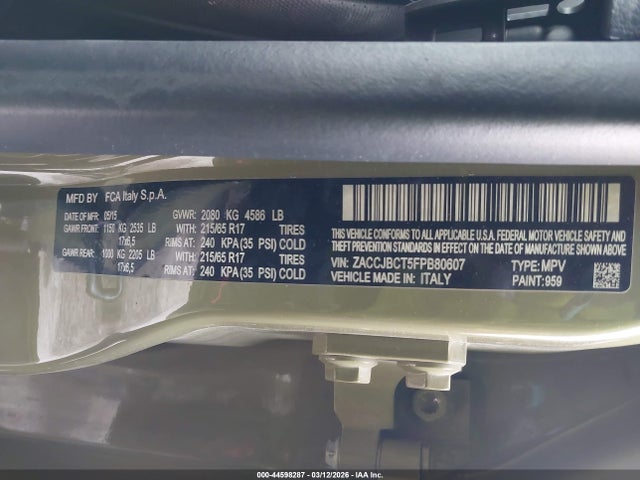 MFD BY FCA Italy S.p.A.
DATE OF MFR: 05/15 GVWR: 2080 KG 4586 LB
GAWR FRONT: 1150 KG 2535 LB WITH: 215/65 R17 TIRES
17x6,5 RIMS AT: 240 KPA (35 PSI) COLD
GAWR REAR: 1000 KG 2205 LB WITH: 215/65 R17 TIRES
17x6,5 RIMS AT: 240 KPA (35 PSI) COLD
THIS VEHICLE CONFORMS TO ALL APPLICABLE U.S.A. FEDERAL MOTOR VEHICLE SAFETY
BUMPER, AND THEFT PREVENTION STANDARDS IN EFFECT ON THE DATE OF MANUFACTURE SHOWN ABOVE.
VIN: ZACCJBCT5FPB80607 TYPE: MPV
VEHICLE MADE IN: ITALY PAINT: 959
000-44598287 - 03/12/2026 - IAA Inc.